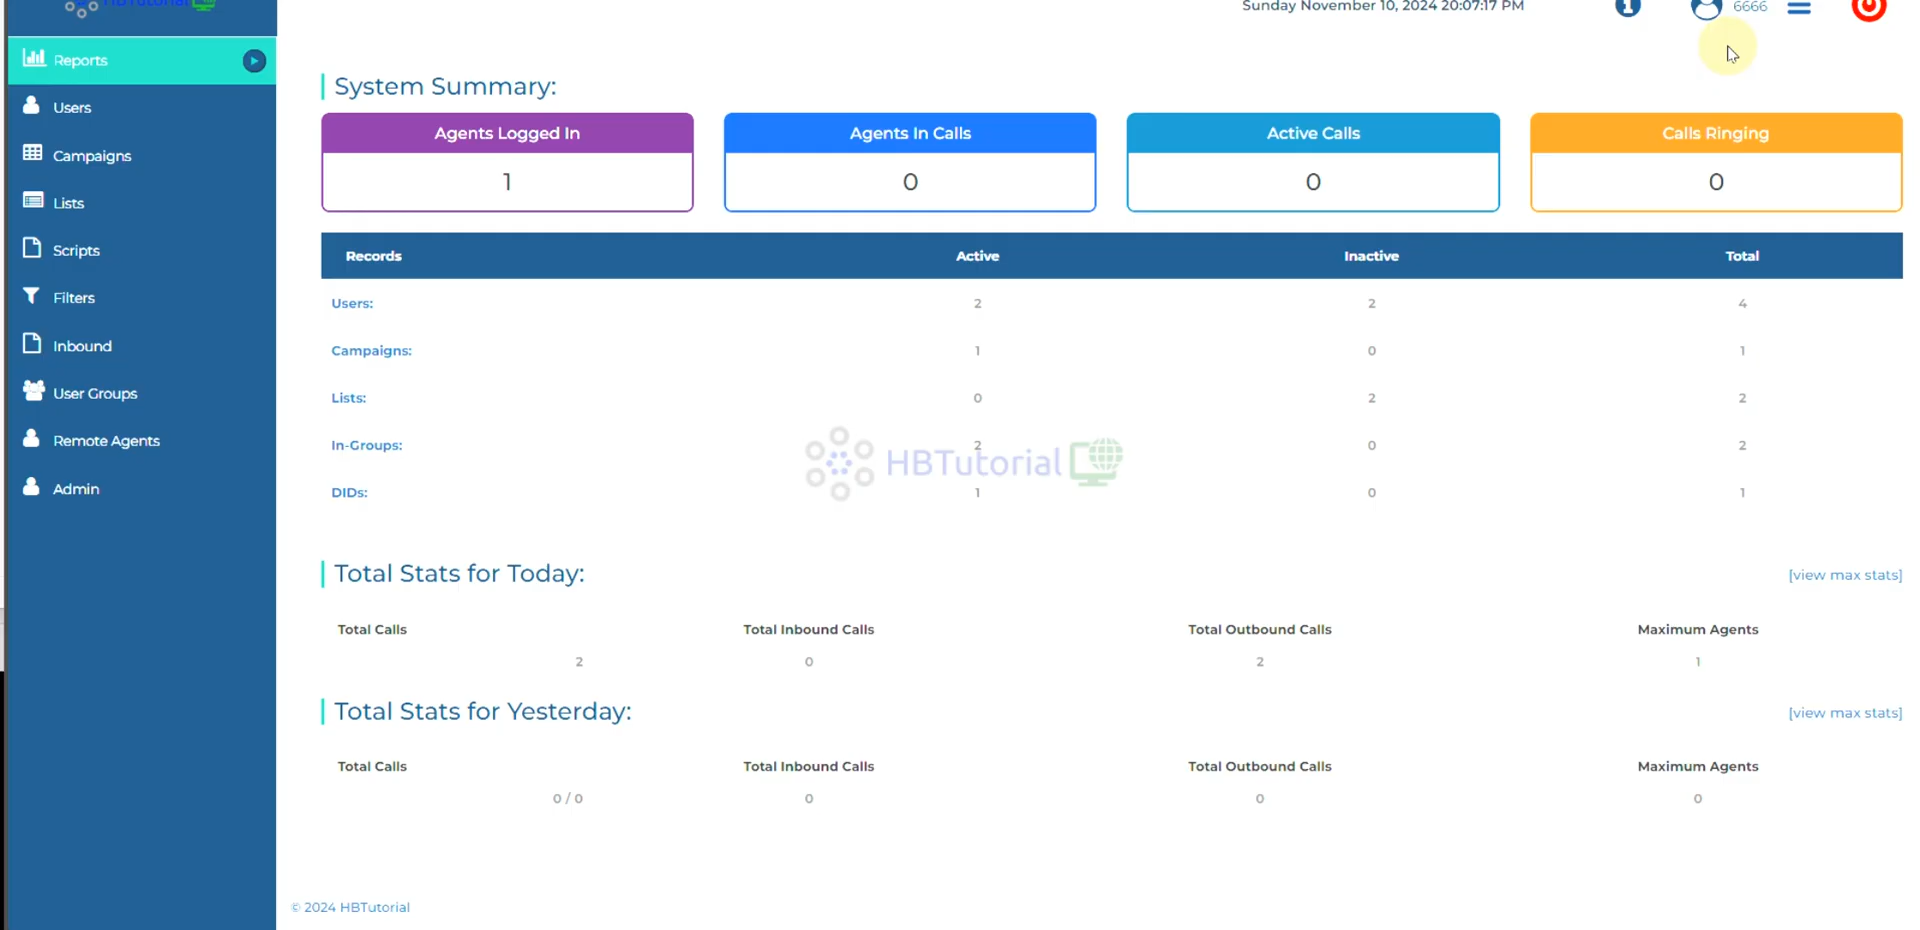 HBTutorial
Sunday November 10, 2024 20:07:17 PM
6666
Reports
Users
Campaigns
Lists
Scripts
Filters
Inbound
User Groups
Remote Agents
Admin
System Summary:
Agents Logged In
Agents In Calls
Active Calls
Calls Ringing
1
0
0
0
Records Active Inactive Total
Users: 2 2 4
Campaigns: 1 0 1
Lists: 0 2 2
In-Groups: 2 0 2
HBTutorial
DIDs: 1 0 1
Total Stats for Today:
[view max stats]
Total Calls Total Inbound Calls Total Outbound Calls Maximum Agents
2 0 2 1
Total Stats for Yesterday:
[view max stats]
Total Calls Total Inbound Calls Total Outbound Calls Maximum Agents
0 / 0 0 0 0
© 2024 HBTutorial